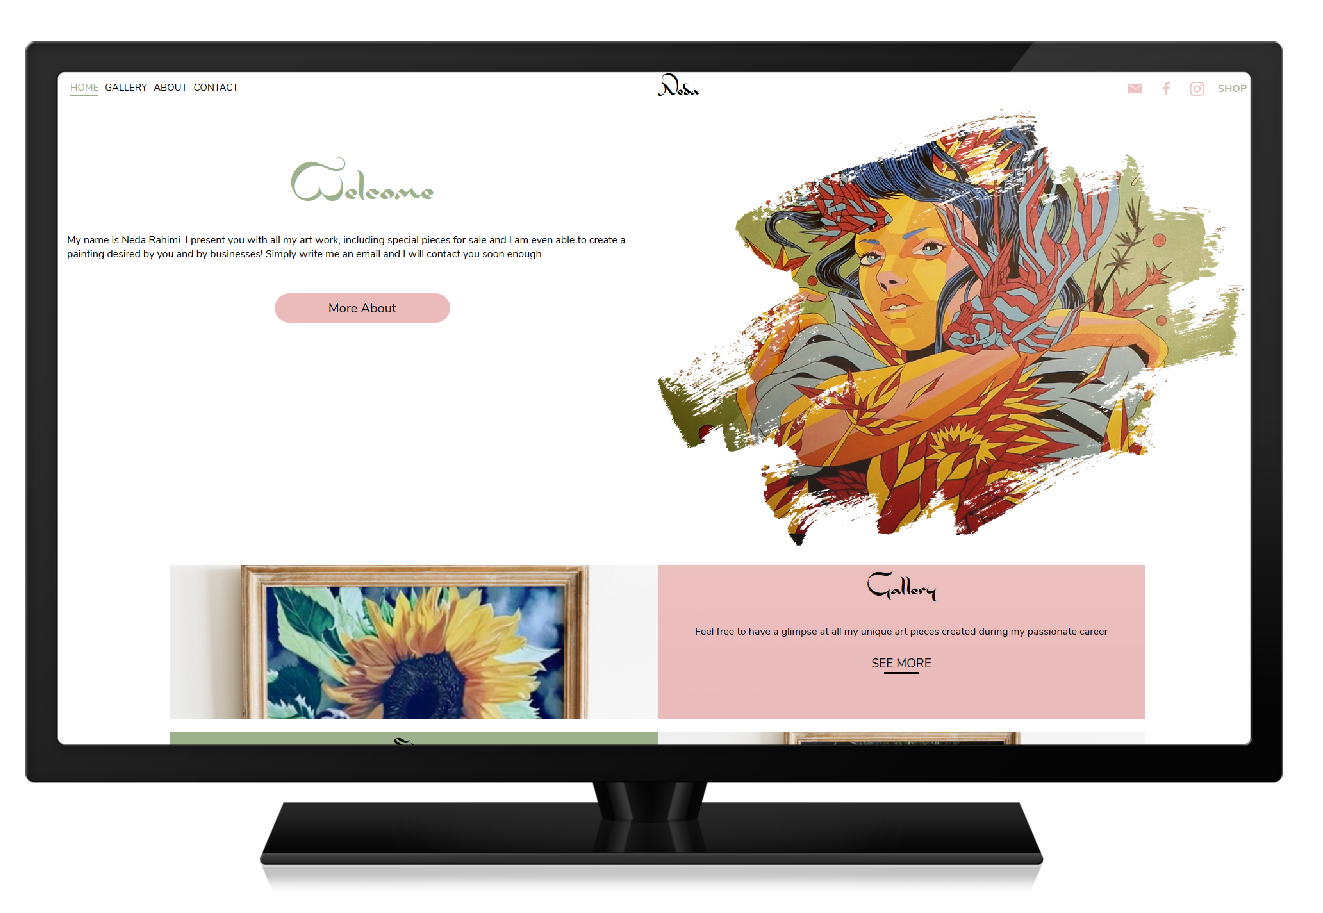 HOME GALLERY ABOUT CONTACT
Neda
SHOP
Welcome
My name is Neda Rahimi. I present you with all my art work, including special pieces for sale and I am even able to create a
painting desired by you and by businesses! Simply write me an email and I will contact you soon enough
More About
Gallery
Feel free to have a glimpse at all my unique art pieces created during my passionate career
SEE MORE